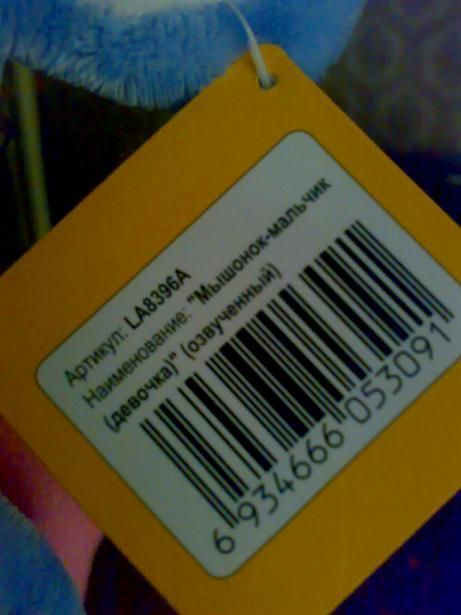 Артикул: LA8396A
Наименование: "Мышонок-мальчик
(девочка)" (озвученный)
6 934666 053091